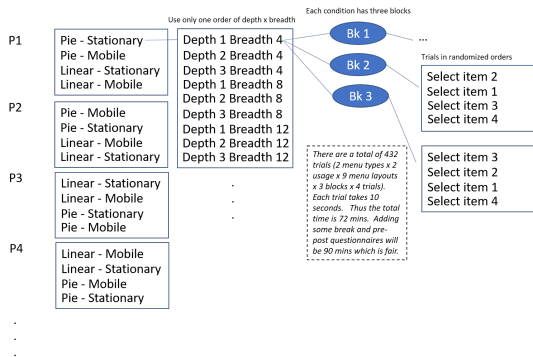 Use only one order of depth x breadth
Each condition has three blocks
P1
Pie - Stationary
Pie - Mobile
Linear - Stationary
Linear - Mobile
P2
Pie - Mobile
Pie - Stationary
Linear - Mobile
Linear - Stationary
P3
Linear - Stationary
Linear - Mobile
Pie - Stationary
Pie - Mobile
P4
Linear - Mobile
Linear - Stationary
Pie - Mobile
Pie - Stationary
.
.
.
Depth 1 Breadth 4
Depth 2 Breadth 4
Depth 3 Breadth 4
Depth 1 Breadth 8
Depth 2 Breadth 8
Depth 3 Breadth 8
Depth 1 Breadth 12
Depth 2 Breadth 12
Depth 3 Breadth 12
.
.
.
Bk 1
Bk 2
Bk 3
...
Trials in randomized orders
Select item 2
Select item 1
Select item 3
Select item 4
Select item 3
Select item 2
Select item 1
Select item 4
There are a total of 432
trials (2 menu types x 2
usage x 9 menu layouts
x 3 blocks x 4 trials).
Each trial takes 10
seconds. Thus the total
time is 72 mins. Adding
some break and pre-
post questionnaires will
be 90 mins which is fair.